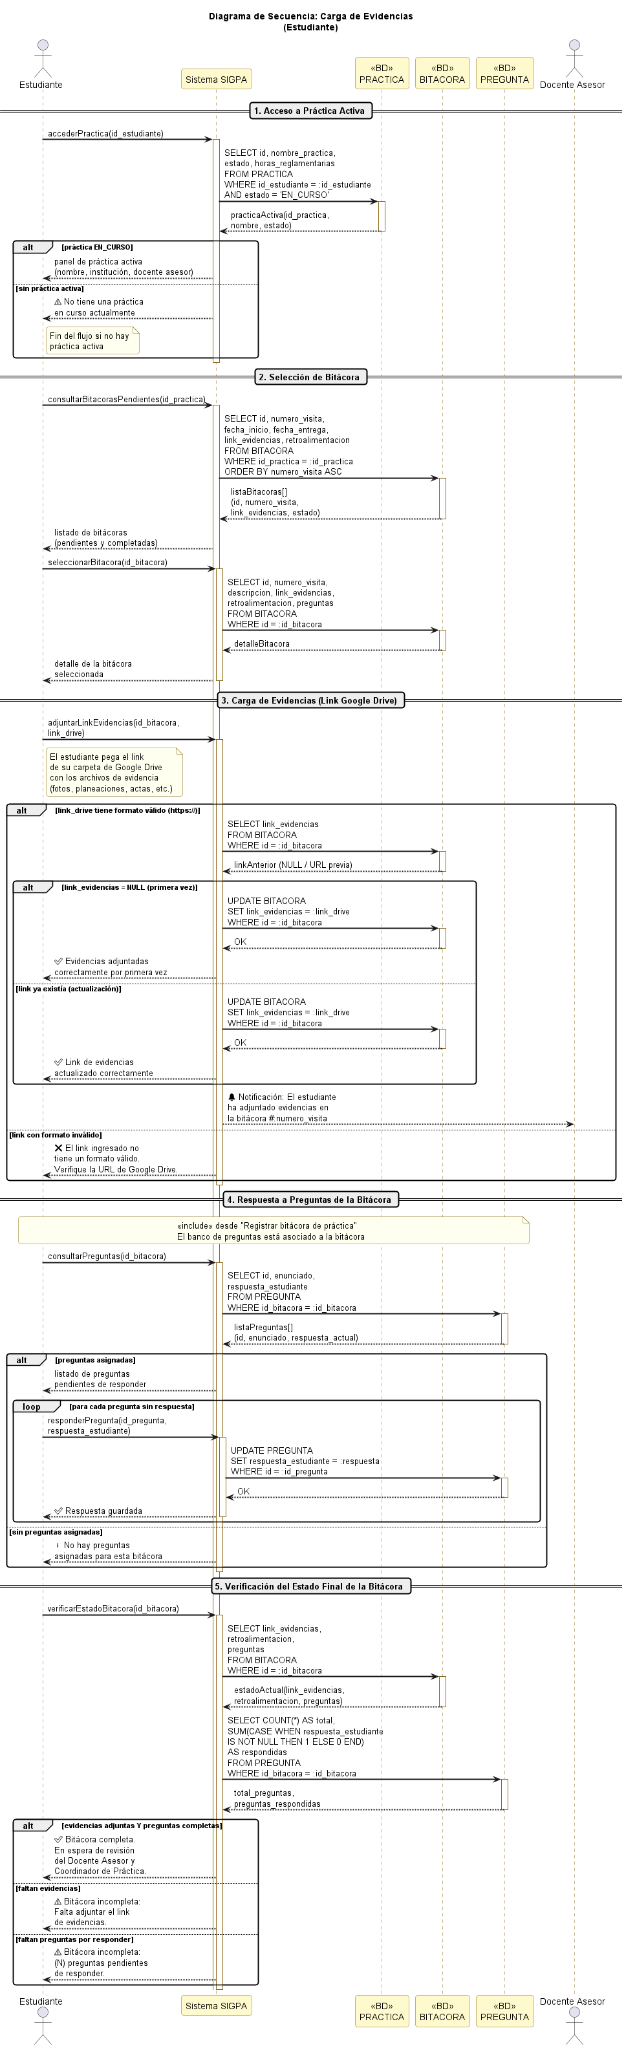 Diagrama de Secuencia: Carga de Evidencias
(Estudiante)
Estudiante
Sistema SIGPA
«BD»
PRACTICA
«BD»
BITACORA
«BD»
PREGUNTA
Docente Asesor
1. Acceso a Práctica Activa
accederPractica(id_estudiante)
SELECT id, nombre_practica,
estado, horas_reglamentarias
FROM PRACTICA
WHERE id_estudiante = :id_estudiante
AND estado = 'EN_CURSO'
practicaActiva(id_practica,
nombre, estado)
alt [práctica EN_CURSO]
panel de práctica activa
(nombre, institución, docente asesor)
[sin práctica activa]
⚠ No tiene una práctica
en curso actualmente
Fin del flujo si no hay
práctica activa
2. Selección de Bitácora
consultarBitacorasPendientes(id_practica)
SELECT id, numero_visita,
fecha_inicio, fecha_entrega,
link_evidencias, retroalimentacion
FROM BITACORA
WHERE id_practica = :id_practica
ORDER BY numero_visita ASC
listaBitacoras[]
(id, numero_visita,
link_evidencias, estado)
listado de bitácoras
(pendientes y completadas)
seleccionarBitacora(id_bitacora)
SELECT id, numero_visita,
descripcion, link_evidencias,
retroalimentacion, preguntas
FROM BITACORA
WHERE id = :id_bitacora
detalleBitacora
detalle de la bitácora
seleccionada
3. Carga de Evidencias (Link Google Drive)
adjuntarLinkEvidencias(id_bitacora,
link_drive)
El estudiante pega el link
de su carpeta de Google Drive
con los archivos de evidencia
(fotos, planeaciones, actas, etc.)
alt [link_drive tiene formato válido (https://)]
SELECT link_evidencias
FROM BITACORA
WHERE id = :id_bitacora
linkAnterior (NULL / URL previa)
alt [link_evidencias = NULL (primera vez)]
UPDATE BITACORA
SET link_evidencias = :link_drive
WHERE id = :id_bitacora
OK
✅ Evidencias adjuntadas
correctamente por primera vez
[link ya existía (actualización)]
UPDATE BITACORA
SET link_evidencias = :link_drive
WHERE id = :id_bitacora
OK
✅ Link de evidencias
actualizado correctamente
🔔 Notificación: El estudiante
ha adjuntado evidencias en
la bitácora #:numero_visita
[link con formato inválido]
❌ El link ingresado no
tiene un formato válido.
Verifique la URL de Google Drive.
4. Respuesta a Preguntas de la Bitácora
«include» desde "Registrar bitácora de práctica"
El banco de preguntas está asociado a la bitácora
consultarPreguntas(id_bitacora)
SELECT id, enunciado,
respuesta_estudiante
FROM PREGUNTA
WHERE id_bitacora = :id_bitacora
listaPreguntas[]
(id, enunciado, respuesta_actual)
alt [preguntas asignadas]
listado de preguntas
pendientes de responder
loop [para cada pregunta sin respuesta]
responderPregunta(id_pregunta,
respuesta_estudiante)
UPDATE PREGUNTA
SET respuesta_estudiante = :respuesta
WHERE id = :id_pregunta
OK
✅ Respuesta guardada
[sin preguntas asignadas]
ℹ No hay preguntas
asignadas para esta bitácora
5. Verificación del Estado Final de la Bitácora
verificarEstadoBitacora(id_bitacora)
SELECT link_evidencias,
retroalimentacion,
preguntas
FROM BITACORA
WHERE id = :id_bitacora
estadoActual(link_evidencias,
retroalimentacion, preguntas)
SELECT COUNT(*) AS total,
SUM(CASE WHEN respuesta_estudiante
IS NOT NULL THEN 1 ELSE 0 END)
AS respondidas
FROM PREGUNTA
WHERE id_bitacora = :id_bitacora
total_preguntas,
preguntas_respondidas
alt [evidencias adjuntas Y preguntas completas]
✅ Bitácora completa.
En espera de revisión
del Docente Asesor y
Coordinador de Práctica.
[faltan evidencias]
⚠ Bitácora incompleta:
Falta adjuntar el link
de evidencias.
[faltan preguntas por responder]
⚠ Bitácora incompleta:
(N) preguntas pendientes
de responder.
Estudiante
Sistema SIGPA
«BD»
PRACTICA
«BD»
BITACORA
«BD»
PREGUNTA
Docente Asesor